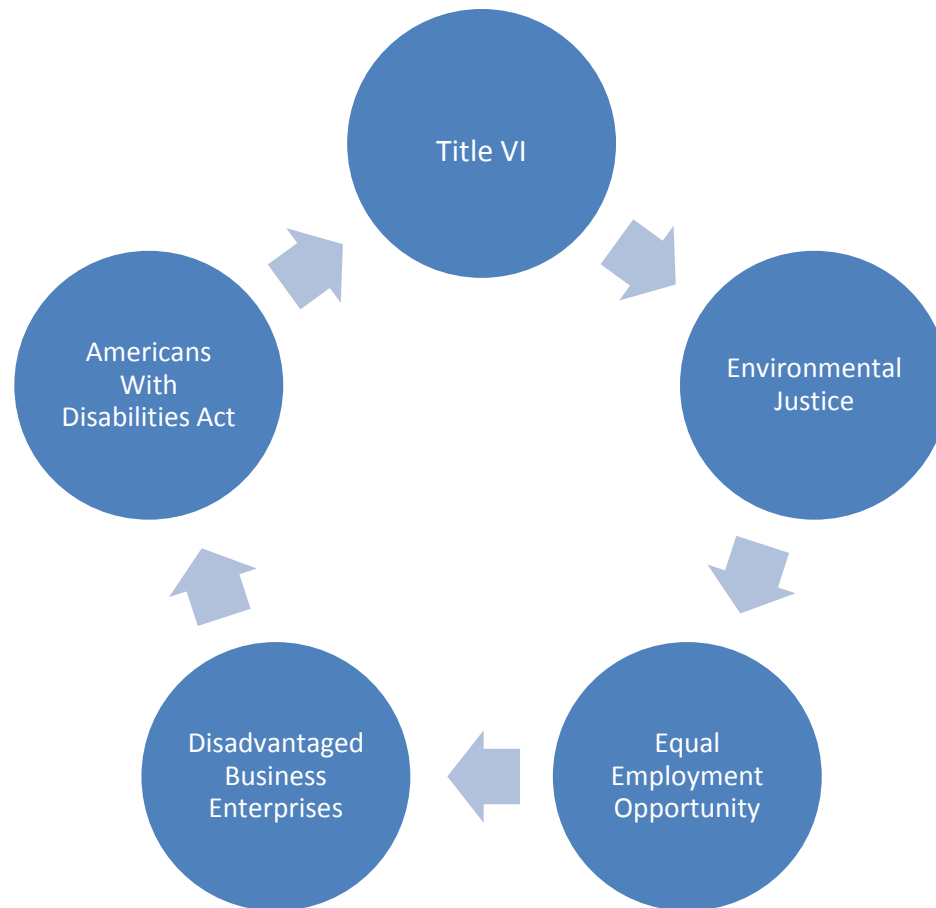 Title VI
Environmental
Justice
Equal
Employment
Opportunity
Disadvantaged
Business
Enterprises
Americans
With
Disabilities Act